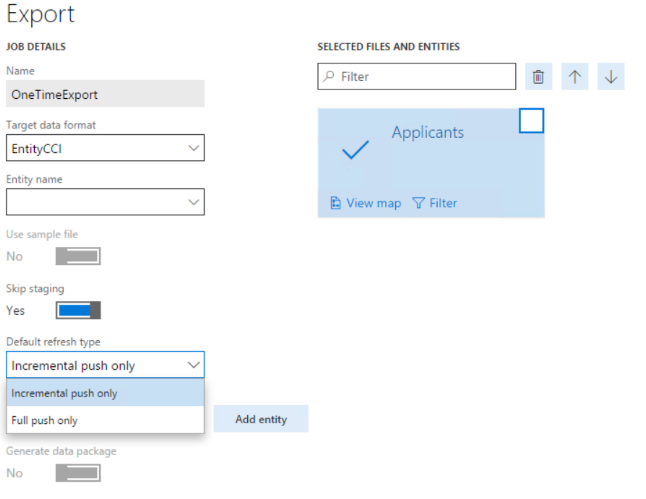 Export
JOB DETAILS
Name
OneTimeExport
Target data format
EntityCCI
Entity name
Use sample file
No
Skip staging
Yes
Default refresh type
Incremental push only
Incremental push only
Full push only
Add entity
Generate data package
No
SELECTED FILES AND ENTITIES
Filter
Applicants
View map Filter